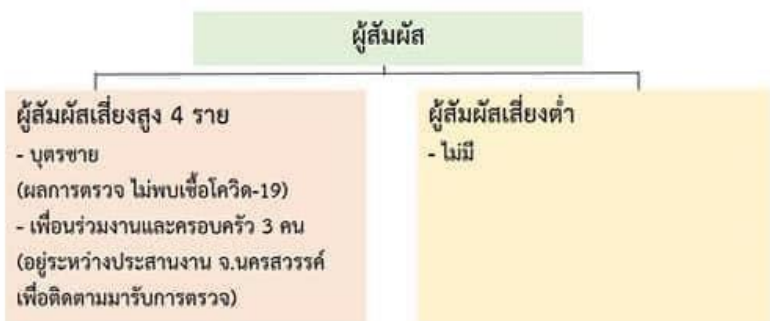 ผู้สัมผัส
ผู้สัมผัสเสี่ยงสูง 4 ราย
- บุตรชาย
(ผลการตรวจ ไม่พบเชื้อโควิด-19)
- เพื่อนร่วมงานและครอบครัว 3 คน
(อยู่ระหว่างประสานงาน จ.นครสวรรค์
เพื่อติดตามมารับการตรวจ)
ผู้สัมผัสเสี่ยงต่ำ
- ไม่มี